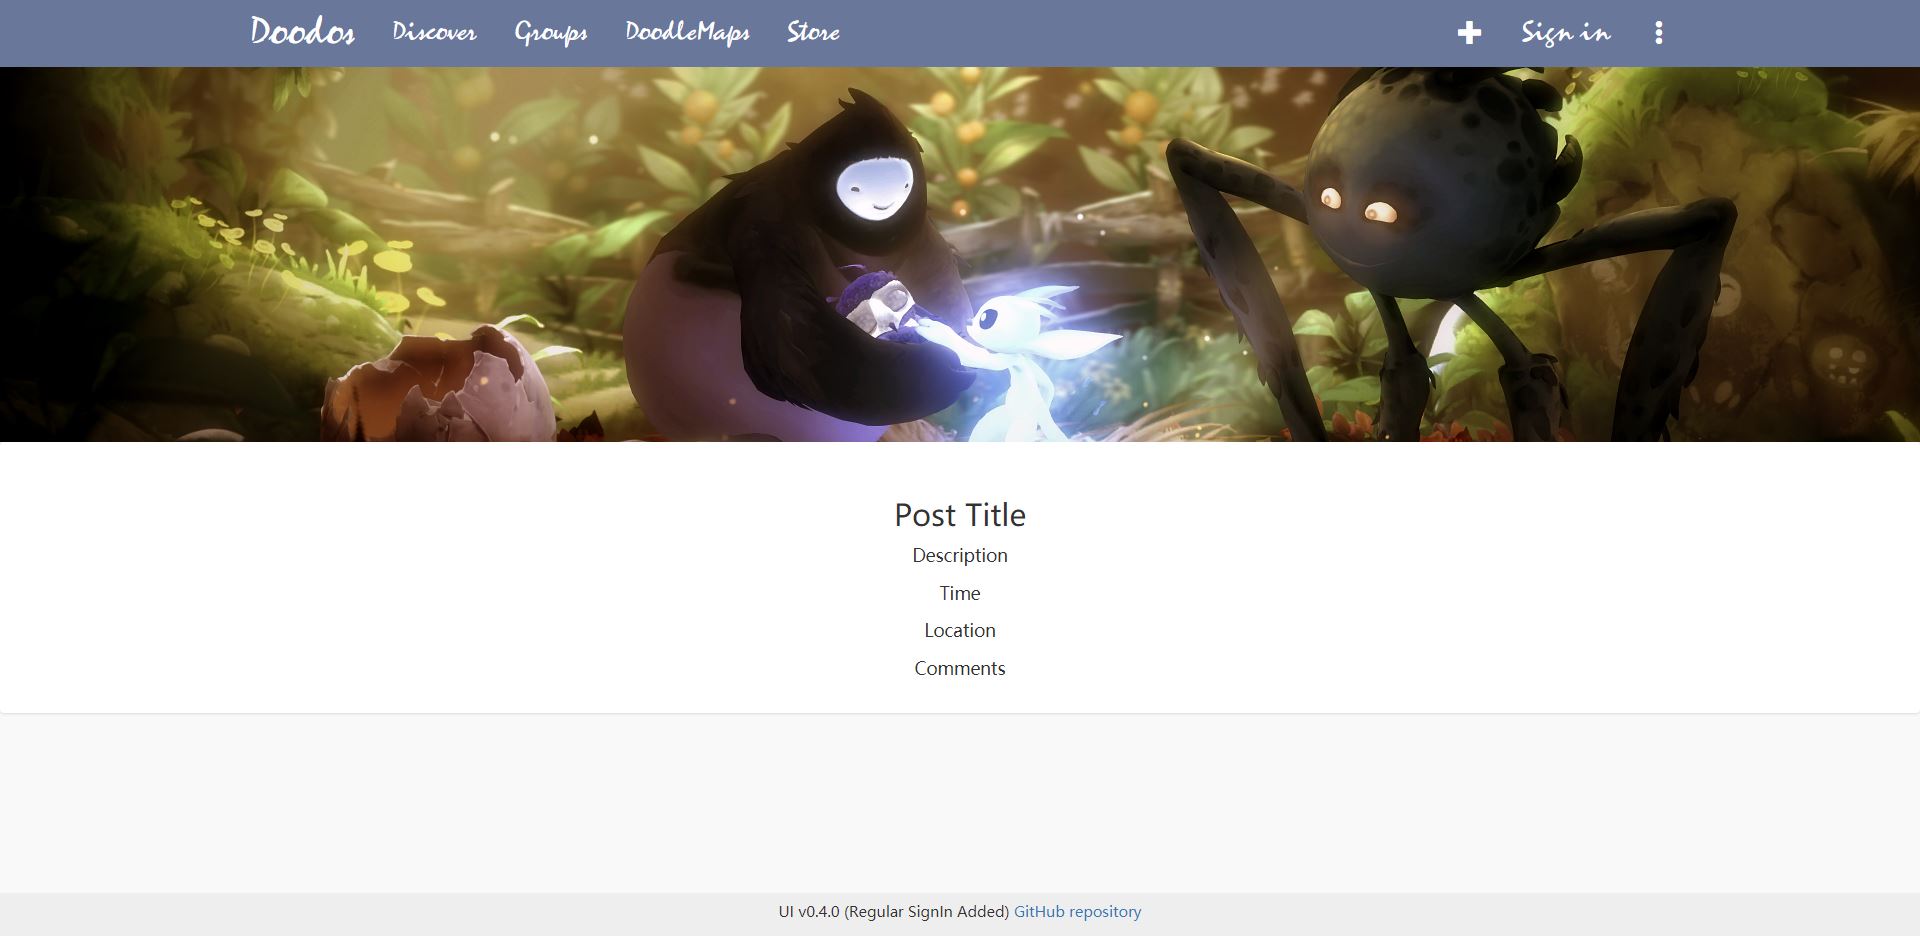 Doodos Discover Groups DoodleMaps Store Sign in
Post Title
Description
Time
Location
Comments
UI v0.4.0 (Regular SignIn Added) GitHub repository